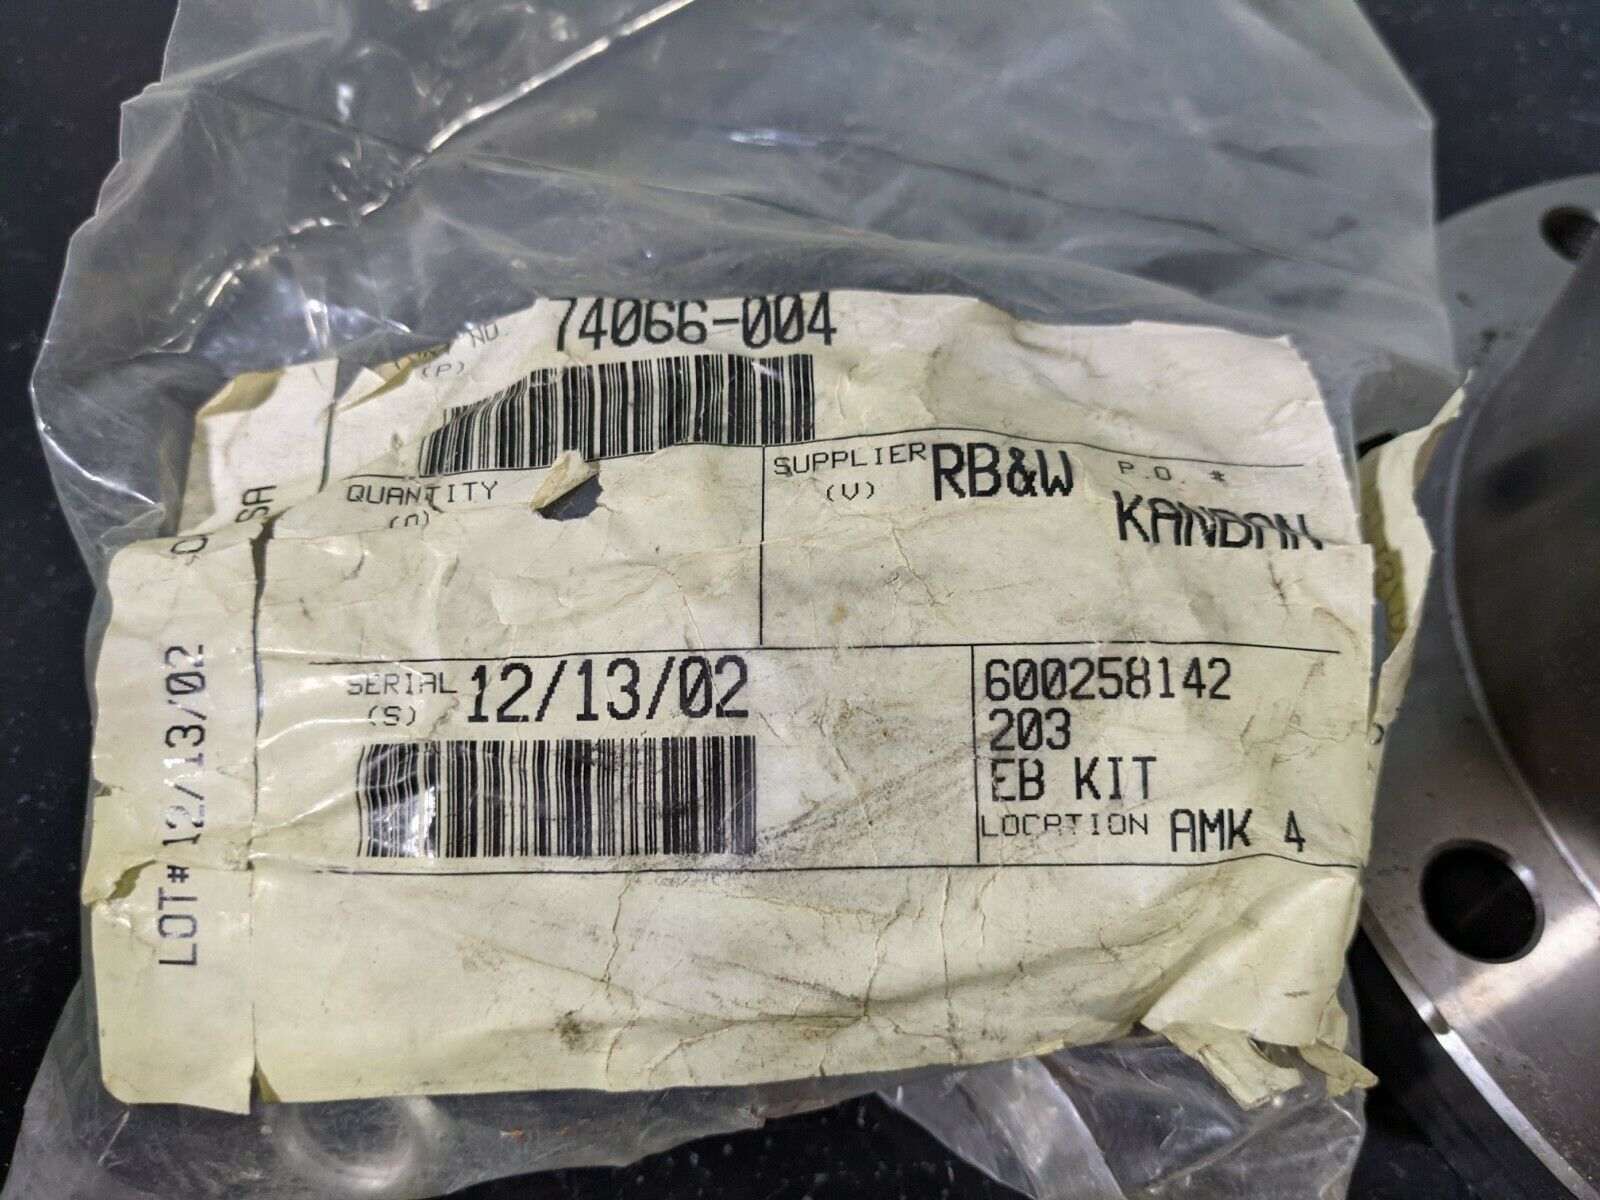 74066-004
NO.
(P)
SUPPLIER RB&W P.O. #
(V) KANBAN
QUANTITY
SERIAL 12/13/02
(S)
600258142
203
EB KIT
LOCATION AMK 4
LOT# 12/13/02